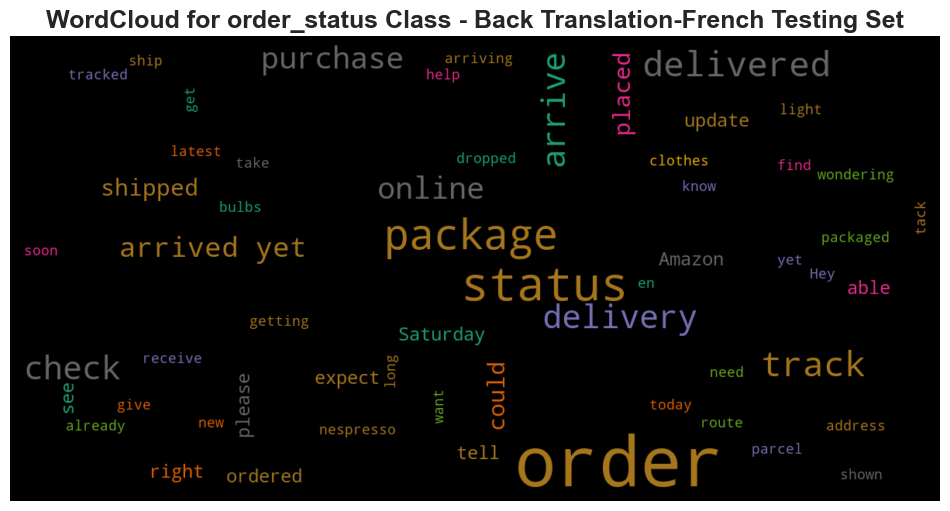 WordCloud for order_status Class - Back Translation-French Testing Set
ship
purchase
arriving
tracked
help
arrive
placed
delivered
get
light
update
latest
take
dropped
clothes
find
wondering
shipped
online
know
bulbs
tack
soon
arrived yet
package
packaged
Amazon
yet
Hey
status
en
able
getting
delivery
Saturday
check
receive
long
expect
track
need
see
give
please
want
could
today
already
new
nespresso
route
address
right
ordered
tell
order
parcel
shown